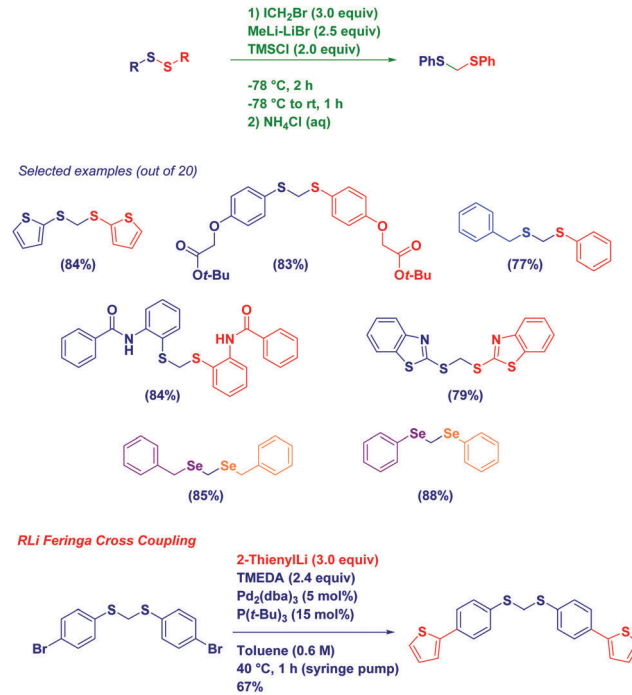 1) ICH2Br (3.0 equiv)
MeLi-LiBr (2.5 equiv)
TMSCl (2.0 equiv)
R S S R
PhS SPh
-78 °C, 2 h
-78 °C to rt, 1 h
2) NH4Cl (aq)
Selected examples (out of 20)
S S S S
(84%)
S S
O O
O O
Ot-Bu Ot-Bu
(83%)
S S
(77%)
O HN O
N
H
S S
(84%)
N N
S S S S
(79%)
Se Se
(85%)
Se Se
(88%)
RLi Feringa Cross Coupling
2-ThienylLi (3.0 equiv)
TMEDA (2.4 equiv)
Pd2(dba)3 (5 mol%)
P(t-Bu)3 (15 mol%)
S S
Br Br
S S
S S
Toluene (0.6 M)
40 °C, 1 h (syringe pump)
67%